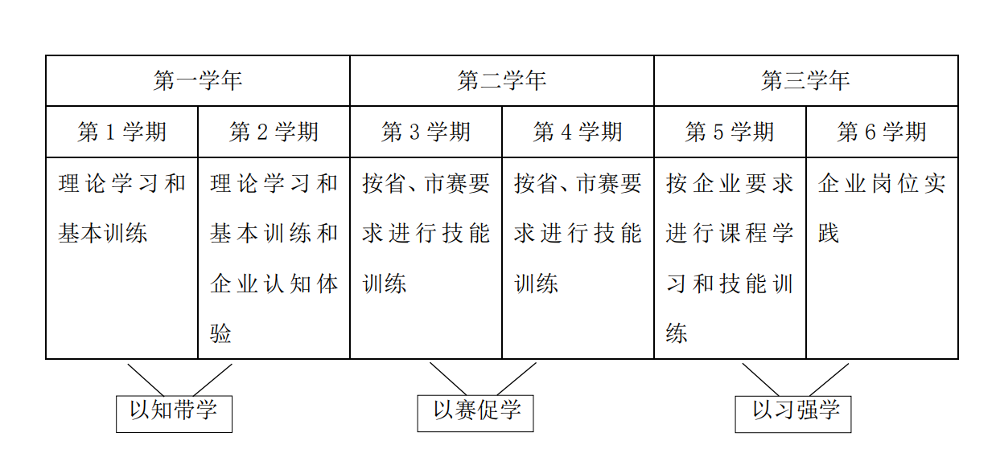 第一学年 第二学年 第三学年
第1学期 第2学期 第3学期 第4学期 第5学期 第6学期
理论学习和
基本训练
理论学习和
基本训练和
企业认知体
验
按省、市赛要
求进行技能
训练
按省、市赛要
求进行技能
训练
按企业要求
进行课程学
习和技能训
练
企业岗位实
践
以知带学 以赛促学 以习强学